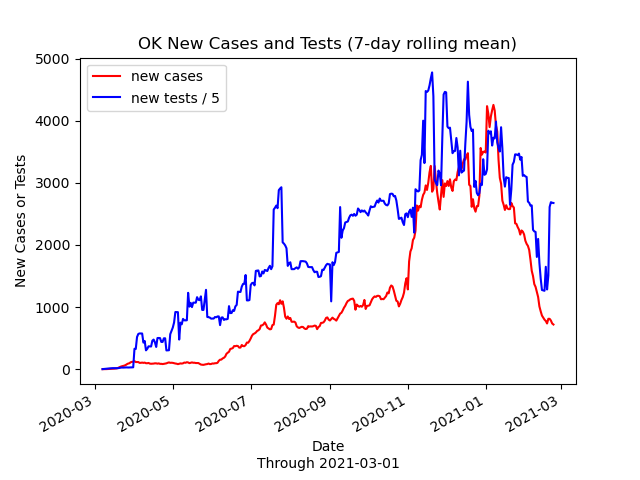 OK New Cases and Tests (7-day rolling mean)
new cases
new tests / 5
New Cases or Tests
5000
4000
3000
2000
1000
0
2020-03
2020-05
2020-07
2020-09
2020-11
2021-01
2021-03
Date
Through 2021-03-01